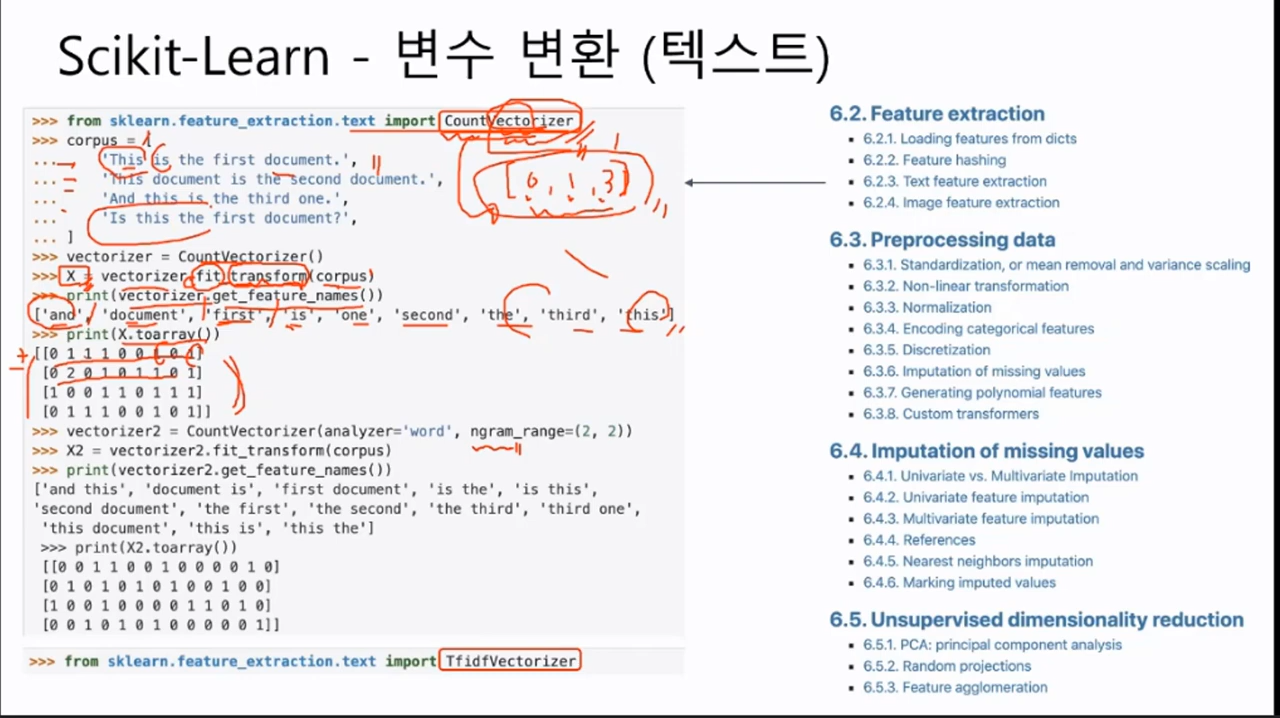 Scikit-Learn - 변수 변환 (텍스트)
>>> from sklearn.feature_extraction.text import CountVectorizer
>>> corpus = [
... 'This is the first document.',
... 'This document is the second document.',
... 'And this is the third one.',
... 'Is this the first document?',
... ]
>>> vectorizer = CountVectorizer()
>>> X = vectorizer.fit_transform(corpus)
>>> print(vectorizer.get_feature_names())
['and', 'document', 'first', 'is', 'one', 'second', 'the', 'third', 'this']
>>> print(X.toarray())
[[0 1 1 1 0 0 1 0 1]
[0 2 0 1 0 1 1 0 1]
[1 0 0 1 1 0 1 1 1]
[0 1 1 1 0 0 1 0 1]]
>>> vectorizer2 = CountVectorizer(analyzer='word', ngram_range=(2, 2))
>>> X2 = vectorizer2.fit_transform(corpus)
>>> print(vectorizer2.get_feature_names())
['and this', 'document is', 'first document', 'is the', 'is this',
'second document', 'the first', 'the second', 'the third', 'third one',
'this document', 'this is', 'this the']
>>> print(X2.toarray())
[[0 0 1 1 0 0 1 0 0 0 0 1 0]
[0 1 0 1 0 1 0 1 0 0 1 0 0]
[1 0 0 1 0 0 0 0 1 1 0 1 0]
[0 0 1 0 1 0 1 0 0 0 0 0 1]]
>>> from sklearn.feature_extraction.text import TfidfVectorizer
[0, 1, 3]
6.2. Feature extraction
6.2.1. Loading features from dicts
6.2.2. Feature hashing
6.2.3. Text feature extraction
6.2.4. Image feature extraction
6.3. Preprocessing data
6.3.1. Standardization, or mean removal and variance scaling
6.3.2. Non-linear transformation
6.3.3. Normalization
6.3.4. Encoding categorical features
6.3.5. Discretization
6.3.6. Imputation of missing values
6.3.7. Generating polynomial features
6.3.8. Custom transformers
6.4. Imputation of missing values
6.4.1. Univariate vs. Multivariate Imputation
6.4.2. Univariate feature imputation
6.4.3. Multivariate feature imputation
6.4.4. References
6.4.5. Nearest neighbors imputation
6.4.6. Marking imputed values
6.5. Unsupervised dimensionality reduction
6.5.1. PCA: principal component analysis
6.5.2. Random projections
6.5.3. Feature agglomeration